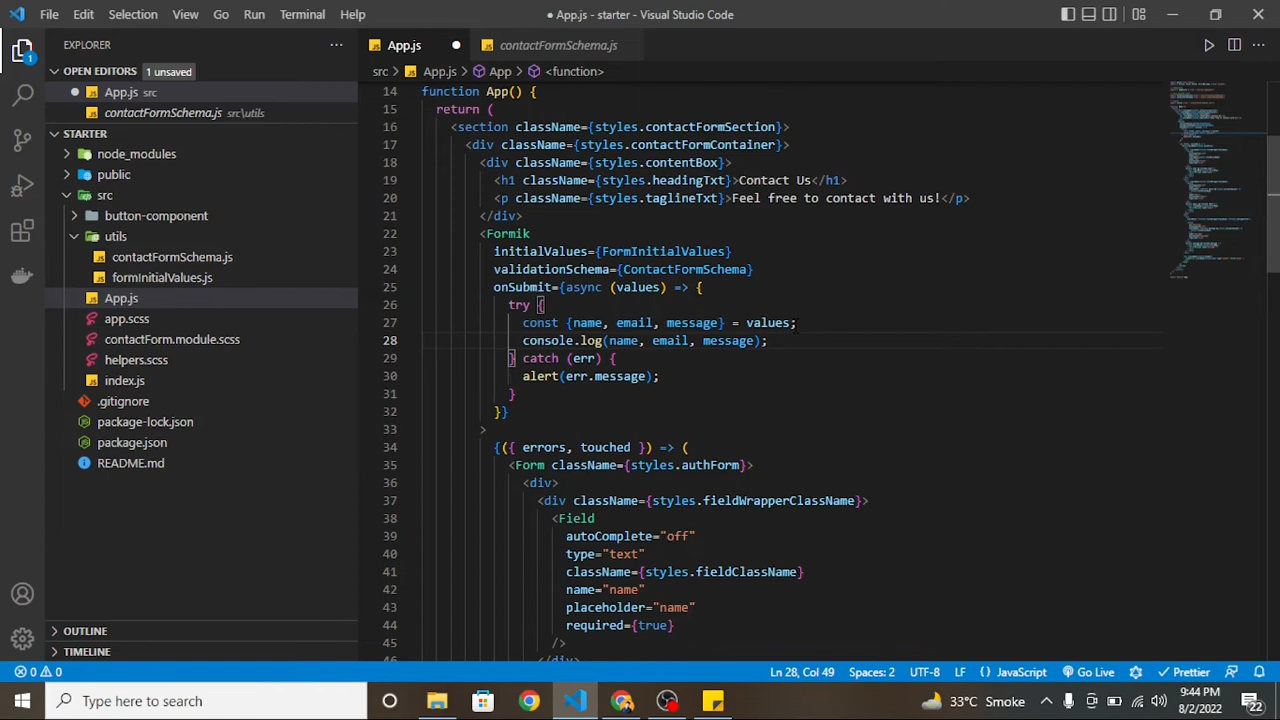 File Edit Selection View Go Run Terminal Help
● App.js - starter - Visual Studio Code
EXPLORER
OPEN EDITORS 1 unsaved
App.js src
contactFormSchema.js src\utils
STARTER
node_modules
public
src
button-component
utils
contactFormSchema.js
formInitialValues.js
App.js
app.scss
contactForm.module.scss
helpers.scss
index.js
.gitignore
package-lock.json
package.json
README.md
OUTLINE
TIMELINE
1
App.js
contactFormSchema.js
src > App.js > App > <function>
14 function App() {
15 return (
16 <section className={styles.contactFormSection}>
17 <div className={styles.contactFormContainer}>
18 <div className={styles.contentBox}>
19 <p className={styles.headingTxt}>Contact Us</h1>
20 <p className={styles.taglineTxt}>Feel free to contact with us!</p>
21 </div>
22 <Formik
23 initialValues={FormInitialValues}
24 validationSchema={ContactFormSchema}
25 onSubmit={async (values) => {
26 try {
27 const {name, email, message} = values;
28 console.log(name, email, message);
29 } catch (err) {
30 alert(err.message);
31 }
32 }}
33 >
34 {({ errors, touched }) => (
35 <Form className={styles.authForm}>
36 <div>
37 <div className={styles.fieldWrapperClassName}>
38 <Field
39 autoComplete="off"
40 type="text"
41 className={styles.fieldClassName}
42 name="name"
43 placeholder="name"
44 required={true}
45 />
46 </div>
0 0 Ln 28, Col 49 Spaces: 2 UTF-8 LF {} JavaScript Go Live Prettier
Type here to search
33°C Smoke
9:44 PM
8/2/2022
22